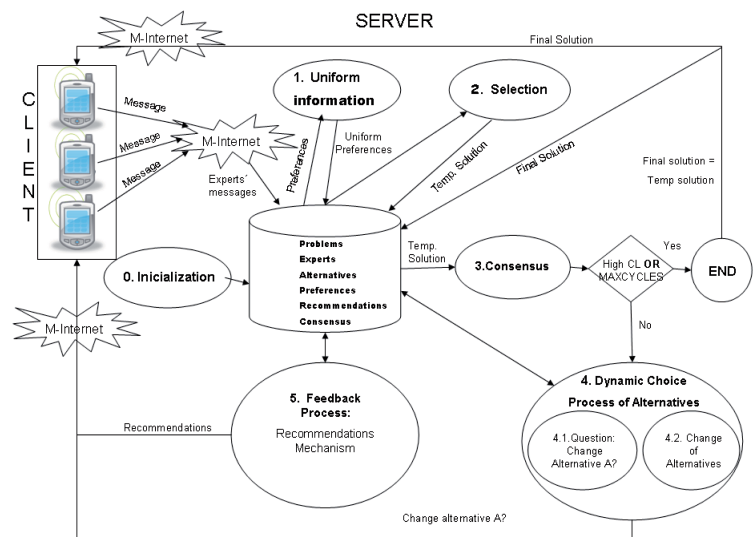 SERVER
M-Internet
Final Solution
CLIENT
Message
Message
Message
M-Internet
Experts´
messages
1. Uniform
information
2. Selection
Preferences
Uniform
Preferences
Temp. Solution
Final Solution
Final solution =
Temp solution
0. Inicialization
Problems
Experts
Alternatives
Preferences
Recommendations
Consensus
Temp.
Solution
3.Consensus
High CL OR
MAXCYCLES
Yes
END
No
M-Internet
5. Feedback
Process:
Recommendations
Mechanism
Recommendations
4. Dynamic Choice
Process of Alternatives
4.1.Question:
Change
Alternative A?
4.2. Change
of
Alternatives
Change alternative A?